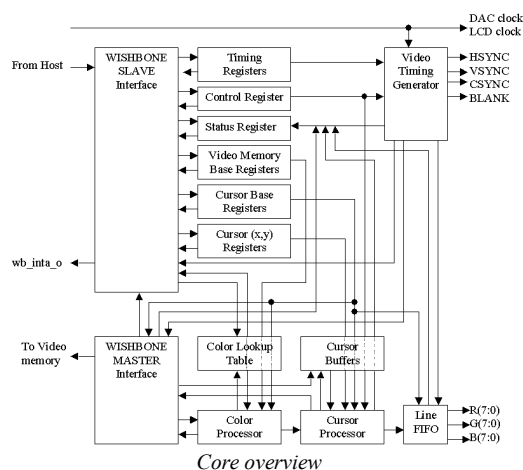 DAC clock
LCD clock
From Host
WISHBONE
SLAVE
Interface
Timing
Registers
Control Register
Status Register
Video Memory
Base Registers
Cursor Base
Registers
Cursor (x,y)
Registers
Video
Timing
Generator
HSYNC
VSYNC
CSYNC
BLANK
wb_inta_o
To Video
memory
WISHBONE
MASTER
Interface
Color Lookup
Table
Cursor
Buffers
Color
Processor
Cursor
Processor
Line
FIFO
R(7:0)
G(7:0)
B(7:0)
Core overview